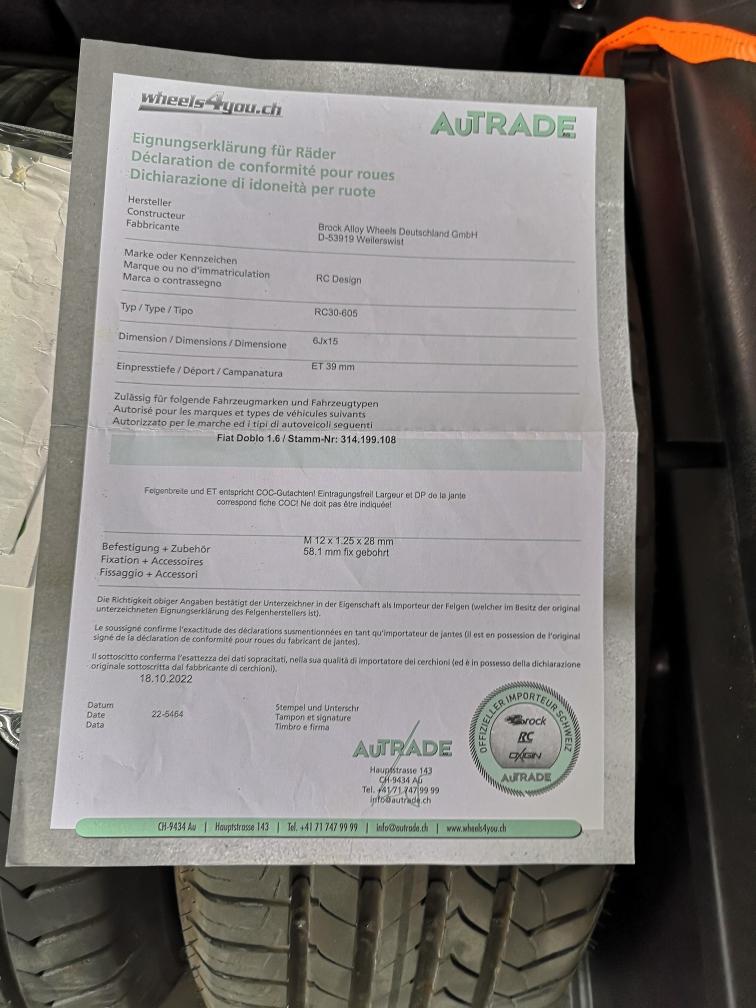 wheels4you.ch
AUTRADE AG
Eignungserklärung für Räder
Déclaration de conformité pour roues
Dichiarazione di idoneità per ruote
Hersteller
Constructeur
Fabbricante
Brock Alloy Wheels Deutschland GmbH
D-53919 Weilerswist
Marke oder Kennzeichen
Marque ou no d'immatriculation
Marca o contrassegno
RC Design
Typ / Type / Tipo
RC30-605
Dimension / Dimensions / Dimensione
6Jx15
Einpresstiefe / Déport / Campanatura
ET 39 mm
Zulässig für folgende Fahrzeugmarken und Fahrzeugtypen
Autorisé pour les marques et types de véhicules suivants
Autorizzato per le marche ed i tipi di autoveicoli seguenti
Fiat Doblo 1.6 / Stamm-Nr: 314.199.108
Felgenbreite und ET entspricht COC-Gutachten! Eintragungsfrei! Largeur et DP de la jante
correspond fiche COC! Ne doit pas être indiquée!
Befestigung + Zubehör
Fixation + Accessoires
Fissaggio + Accessori
M 12 x 1.25 x 28 mm
58.1 mm fix gebohrt
Die Richtigkeit obiger Angaben bestätigt der Unterzeichner in der Eigenschaft als Importeur der Felgen (welcher im Besitz der original
unterzeichneten Eignungserklärung des Felgenherstellers ist).
Le soussigné confirme l'exactitude des déclarations susmentionnées en tant qu'importateur de jantes (il est en possession de l'original
signé de la déclaration de conformité pour roues du fabricant de jantes).
Il sottoscitto conferma l'esattezza dei dati sopracitati, nella sua qualità di importatore dei cerchioni (ed è in possesso della dichiarazione
originale sottoscritta dal fabbricante di cerchioni).
18.10.2022
Datum
Date
Data
22-5464
Stempel und Unterschr
Tampon et signature
Timbro e firma
AUTRADE AG
Hauptstrasse 143
CH-9434 AU
Tel. +41 71 747 99 99
info@autrade.ch
OFFIZIELLER IMPORTEUR SCHWEIZ
Brock
RC
OXIGIN
AUTRADE
CH-9434 Au | Hauptstrasse 143 | Tel. +41 71 747 99 99 | info@autrade.ch | www.wheels4you.ch